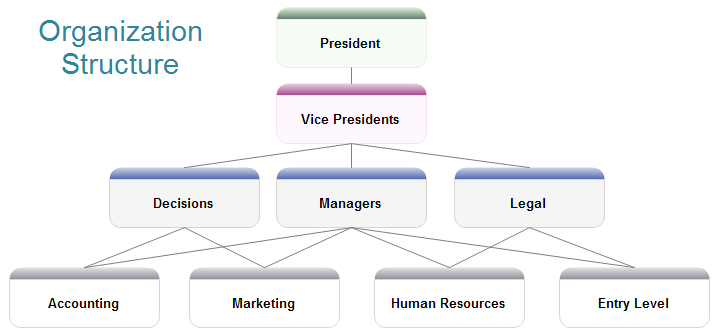 Organization
Structure
President
Vice Presidents
Decisions
Managers
Legal
Accounting
Marketing
Human Resources
Entry Level